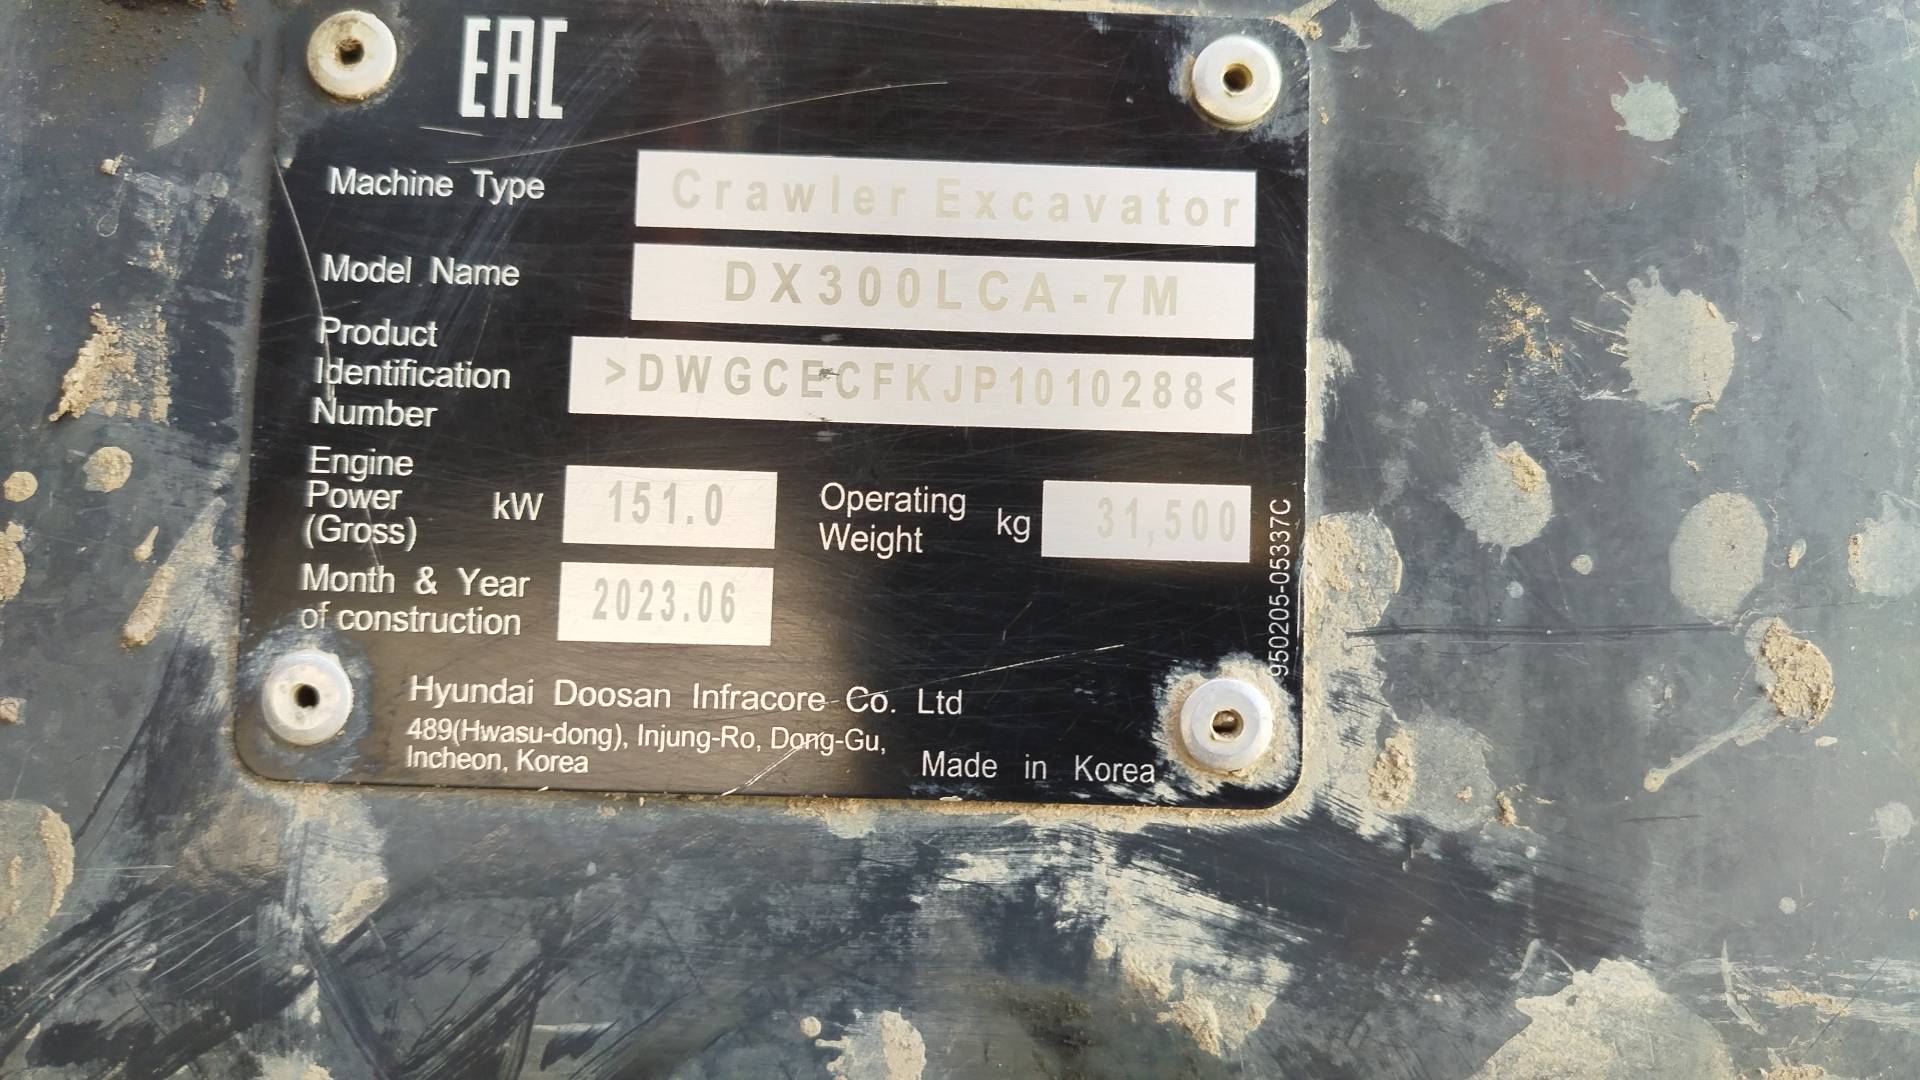 EAC
Machine Type Crawler Excavator
Model Name DX300LCA-7M
Product
Identification
Number
>DWGCECFKJP1010288<
Engine
Power
(Gross)
kW 151.0
Operating
Weight
kg 31,500
Month & Year
of construction
2023.06
950205-05337C
Hyundai Doosan Infracore Co. Ltd
489(Hwasu-dong), Injung-Ro, Dong-Gu,
Incheon, Korea
Made in Korea